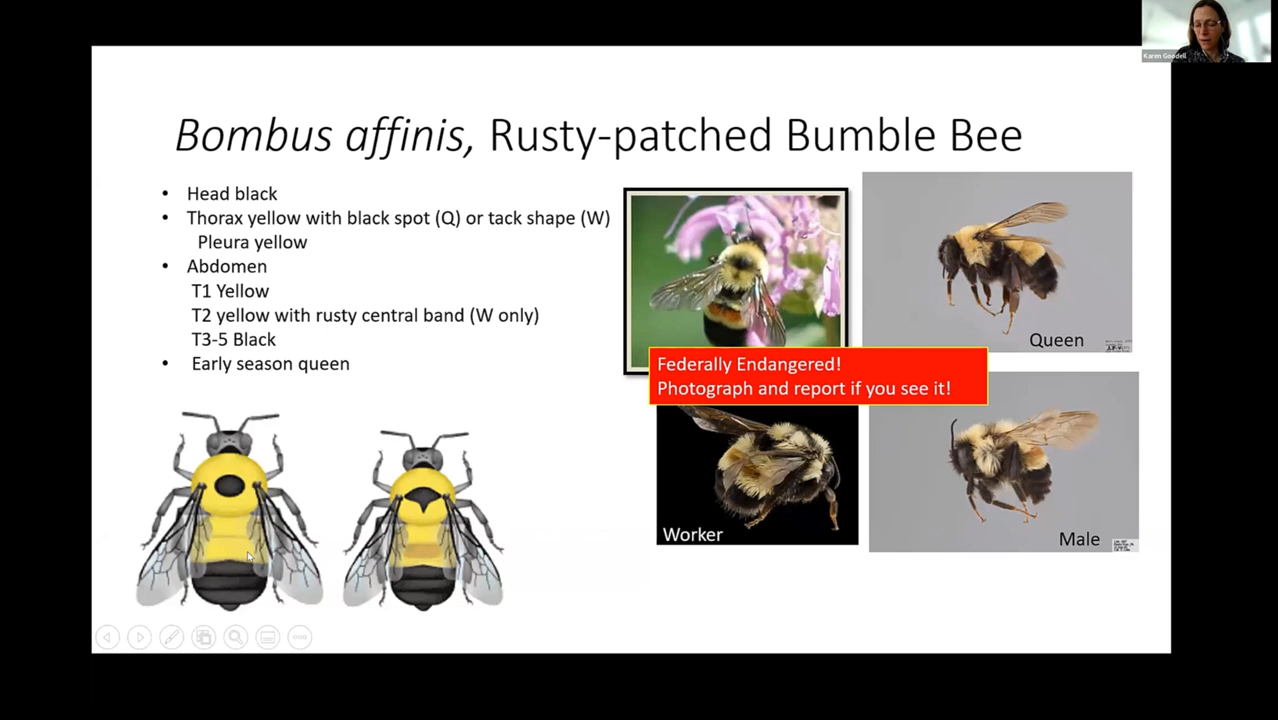 Karen Goodell
Bombus affinis, Rusty-patched Bumble Bee
• Head black
• Thorax yellow with black spot (Q) or tack shape (W)
Pleura yellow
• Abdomen
T1 Yellow
T2 yellow with rusty central band (W only)
T3-5 Black
• Early season queen
Queen
Federally Endangered!
Photograph and report if you see it!
Worker
Male